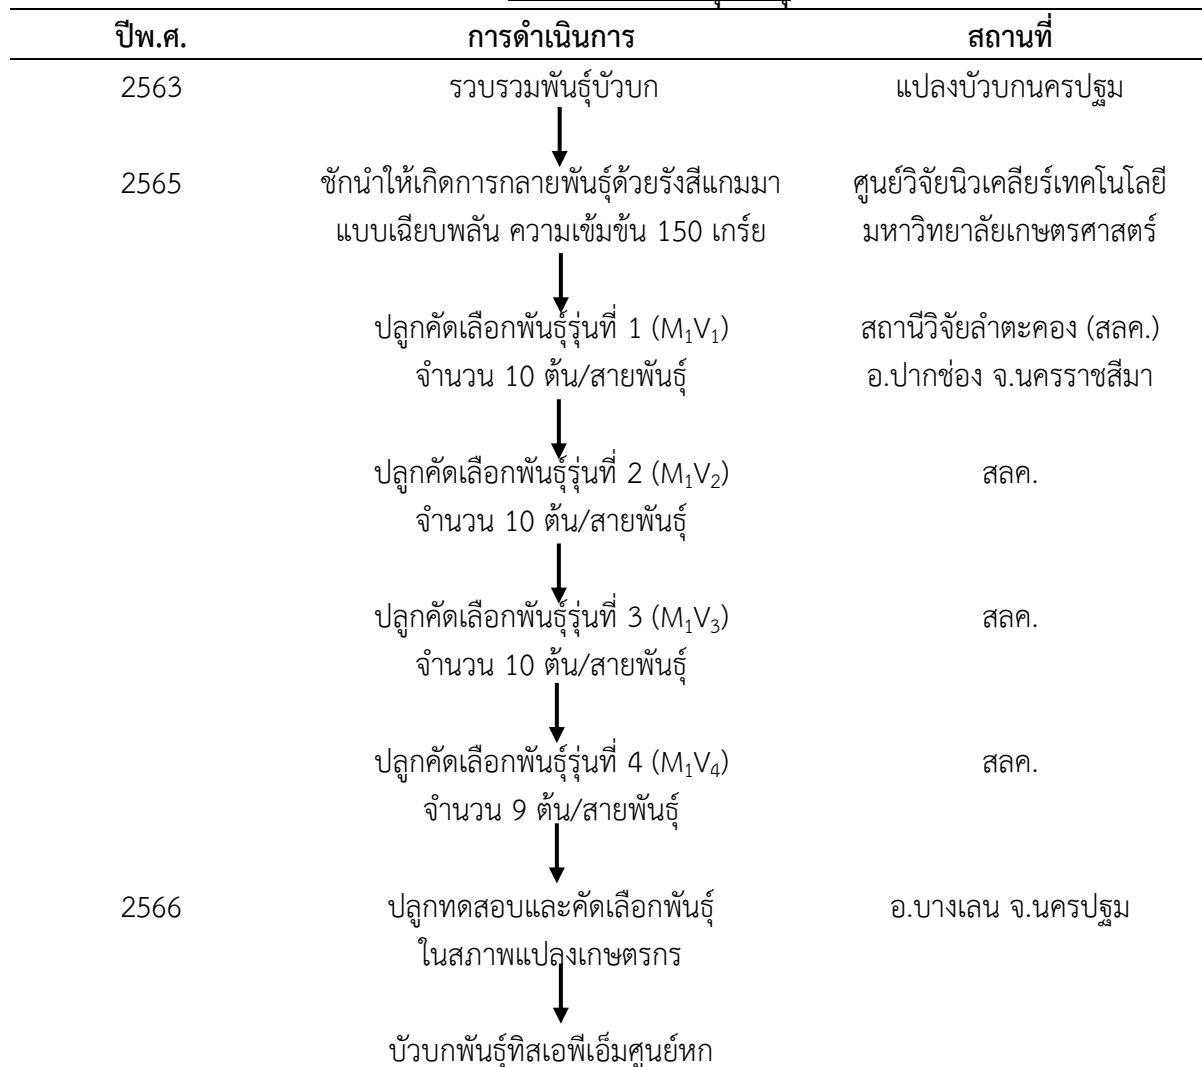 ปีพ.ศ. การดำเนินการ สถานที่
2563 รวบรวมพันธุ์บัวบก แปลงบัวบกนครปฐม
2565 ชักนำให้เกิดการกลายพันธุ์ด้วยรังสีแกมมา ศูนย์วิจัยนิวเคลียร์เทคโนโลยี
แบบเฉียบพลัน ความเข้มข้น 150 เกร์ย มหาวิทยาลัยเกษตรศาสตร์
ปลูกคัดเลือกพันธุ์รุ่นที่ 1 (M₁V₁) สถานีวิจัยลำตะคอง (สลค.)
จำนวน 10 ต้น/สายพันธุ์ อ.ปากช่อง จ.นครราชสีมา
ปลูกคัดเลือกพันธุ์รุ่นที่ 2 (M₁V₂) สลค.
จำนวน 10 ต้น/สายพันธุ์
ปลูกคัดเลือกพันธุ์รุ่นที่ 3 (M₁V₃) สลค.
จำนวน 10 ต้น/สายพันธุ์
ปลูกคัดเลือกพันธุ์รุ่นที่ 4 (M₁V₄) สลค.
จำนวน 9 ต้น/สายพันธุ์
2566 ปลูกทดสอบและคัดเลือกพันธุ์ อ.บางเลน จ.นครปฐม
ในสภาพแปลงเกษตรกร
บัวบกพันธุ์ทิสเอพีเอ็มศูนย์หก